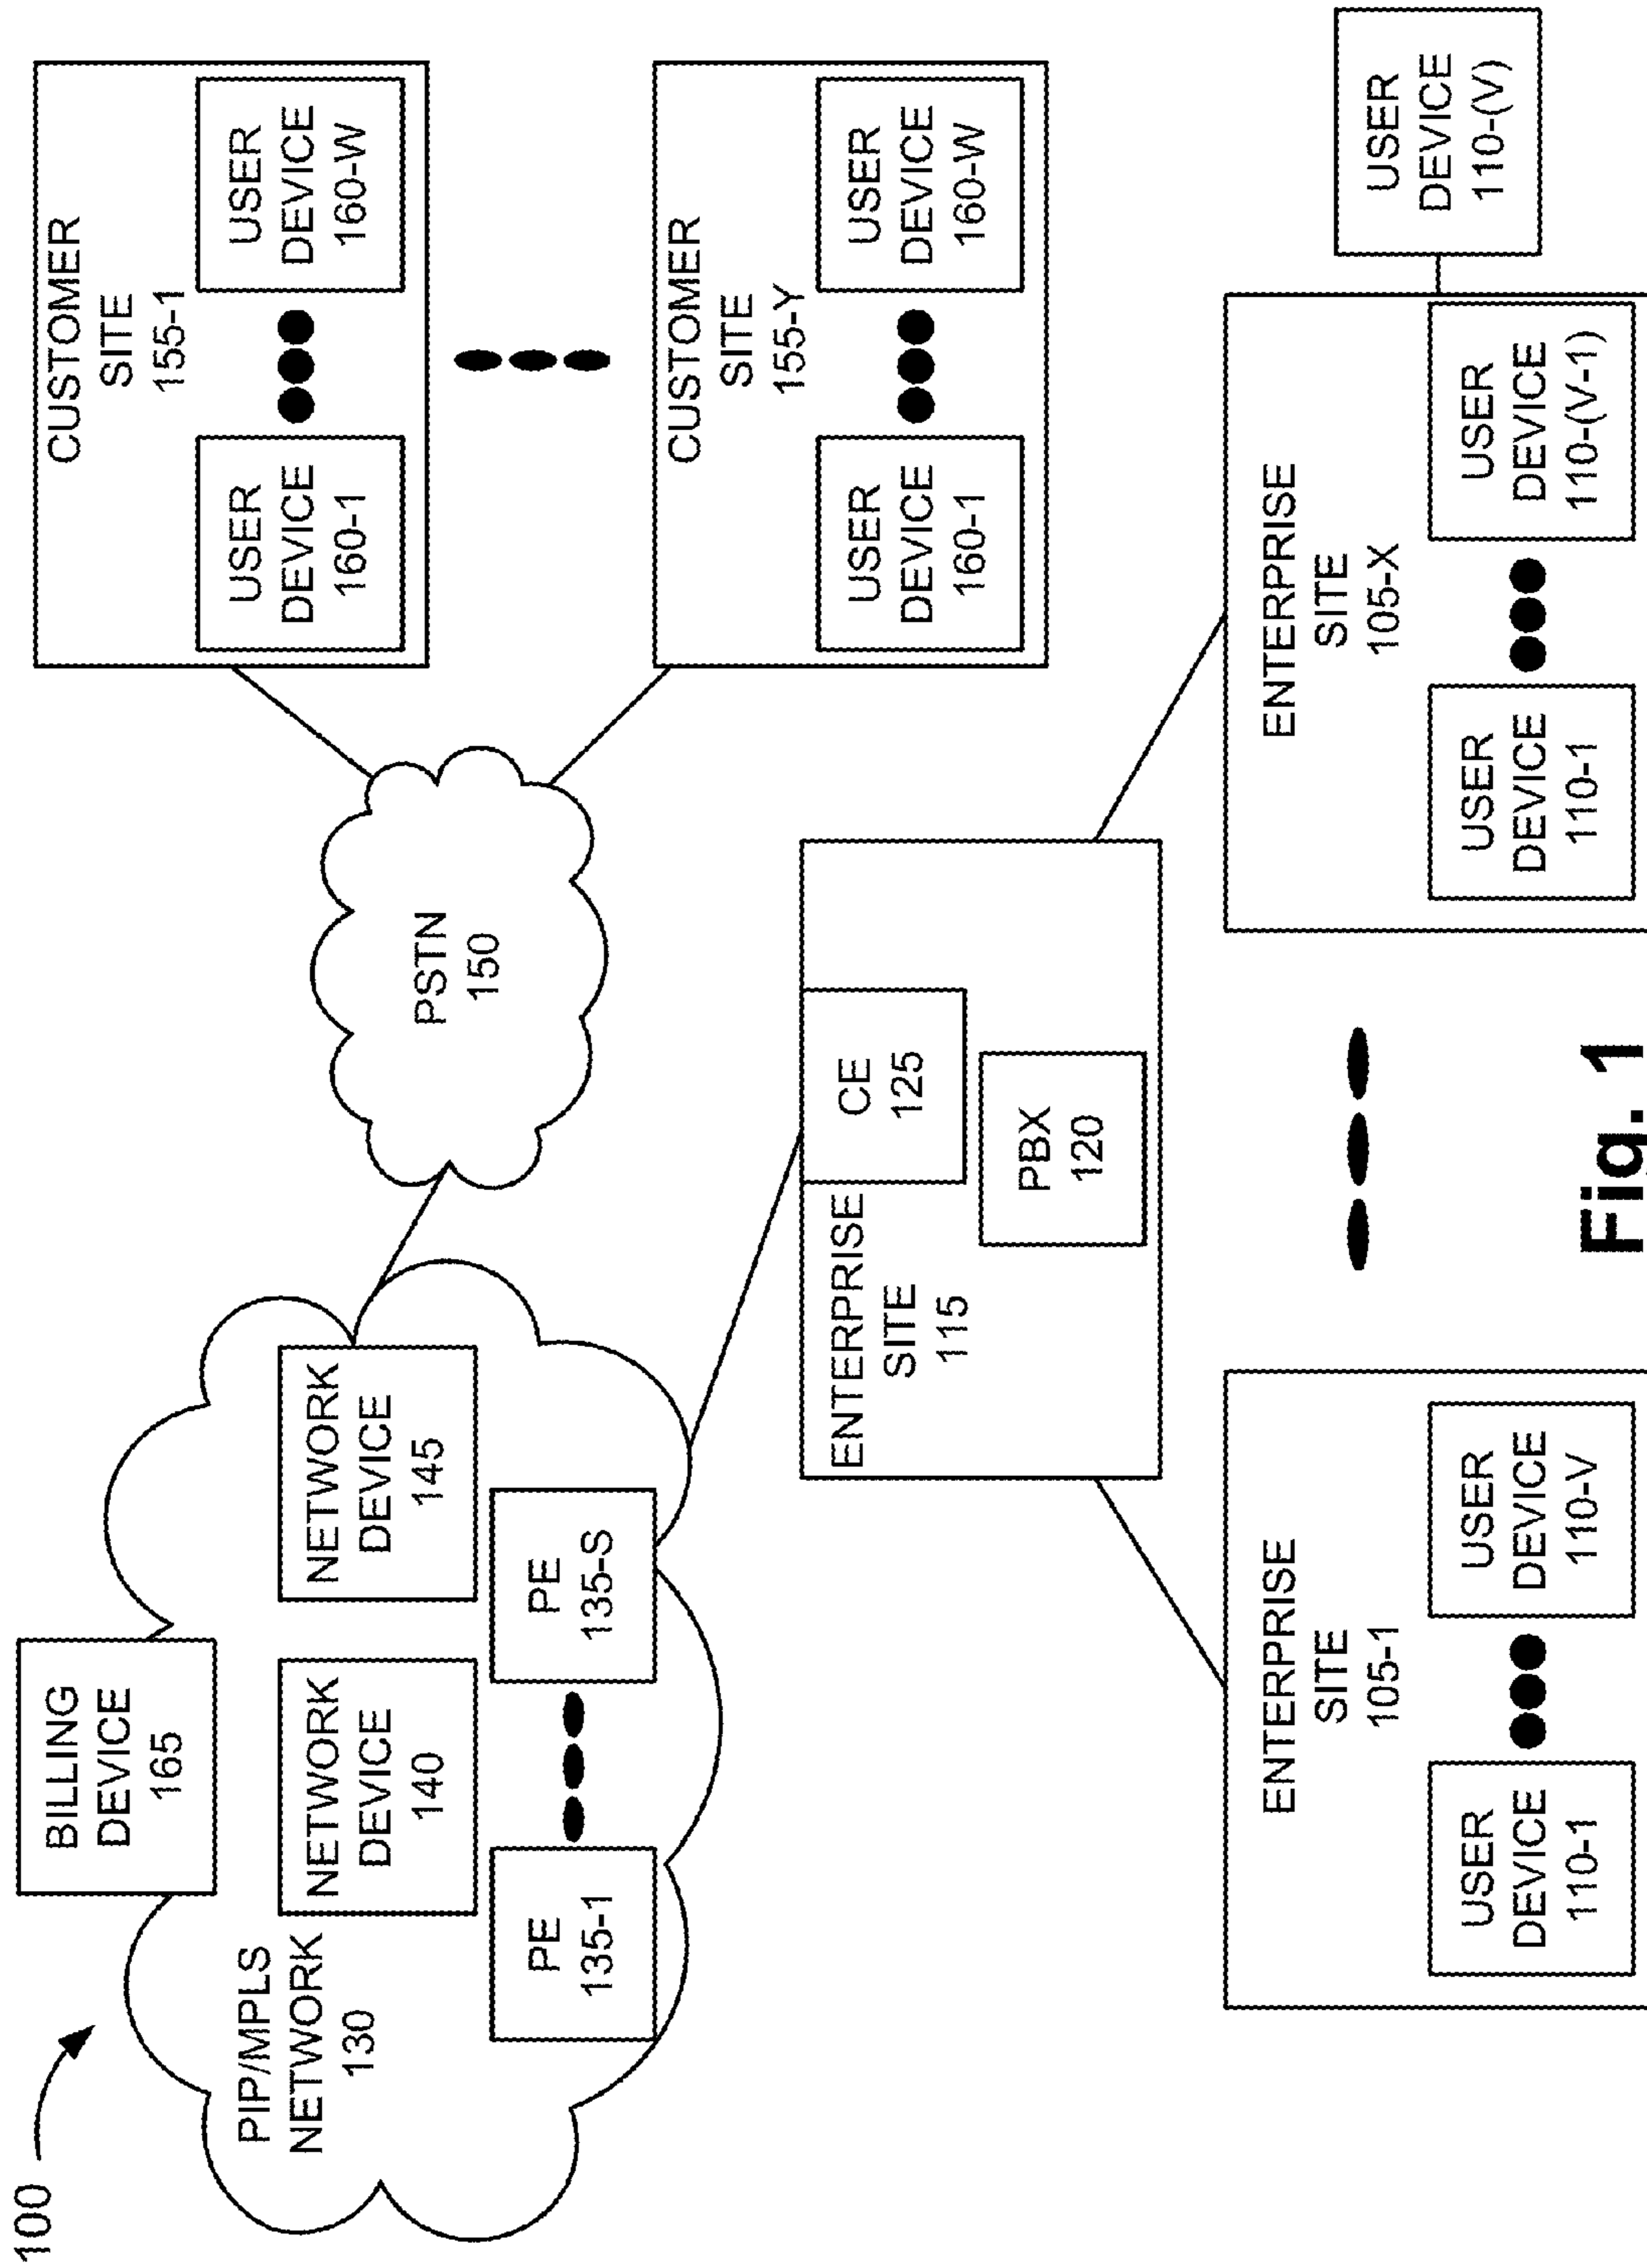 100
BILLING
DEVICE
165
PIP/MPLS
NETWORK
130
NETWORK
DEVICE
140
NETWORK
DEVICE
145
PE
135-1
PE
135-S
PSTN
150
CUSTOMER
SITE
155-1
USER
DEVICE
160-1
USER
DEVICE
160-W
CUSTOMER
SITE
155-Y
USER
DEVICE
160-1
USER
DEVICE
160-W
ENTERPRISE
SITE
115
CE
125
PBX
120
ENTERPRISE
SITE
105-1
USER
DEVICE
110-1
USER
DEVICE
110-V
ENTERPRISE
SITE
105-X
USER
DEVICE
110-1
USER
DEVICE
110-(V-1)
USER
DEVICE
110-(V)
Fig. 1